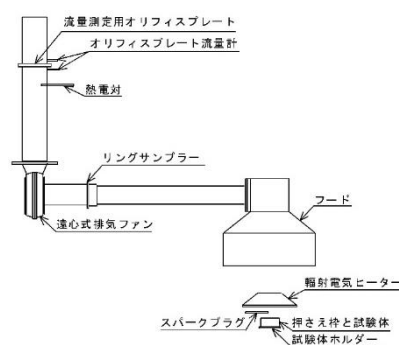 流量測定用オリフィスプレート
オリフィスプレート流量計
熱電対
リングサンプラー
フード
遠心式排気ファン
輻射電気ヒーター
スパークプラグ
押さえ枠と試験体
試験体ホルダー